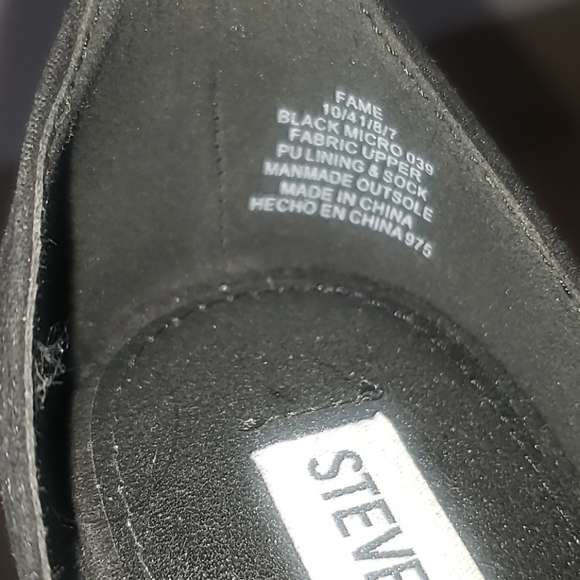 FAME
10/41/8/7
BLACK MICRO 039
FABRIC UPPER
PU LINING & SOCK
MANMADE OUTSOLE
MADE IN CHINA
HECHO EN CHINA 975
STEVE